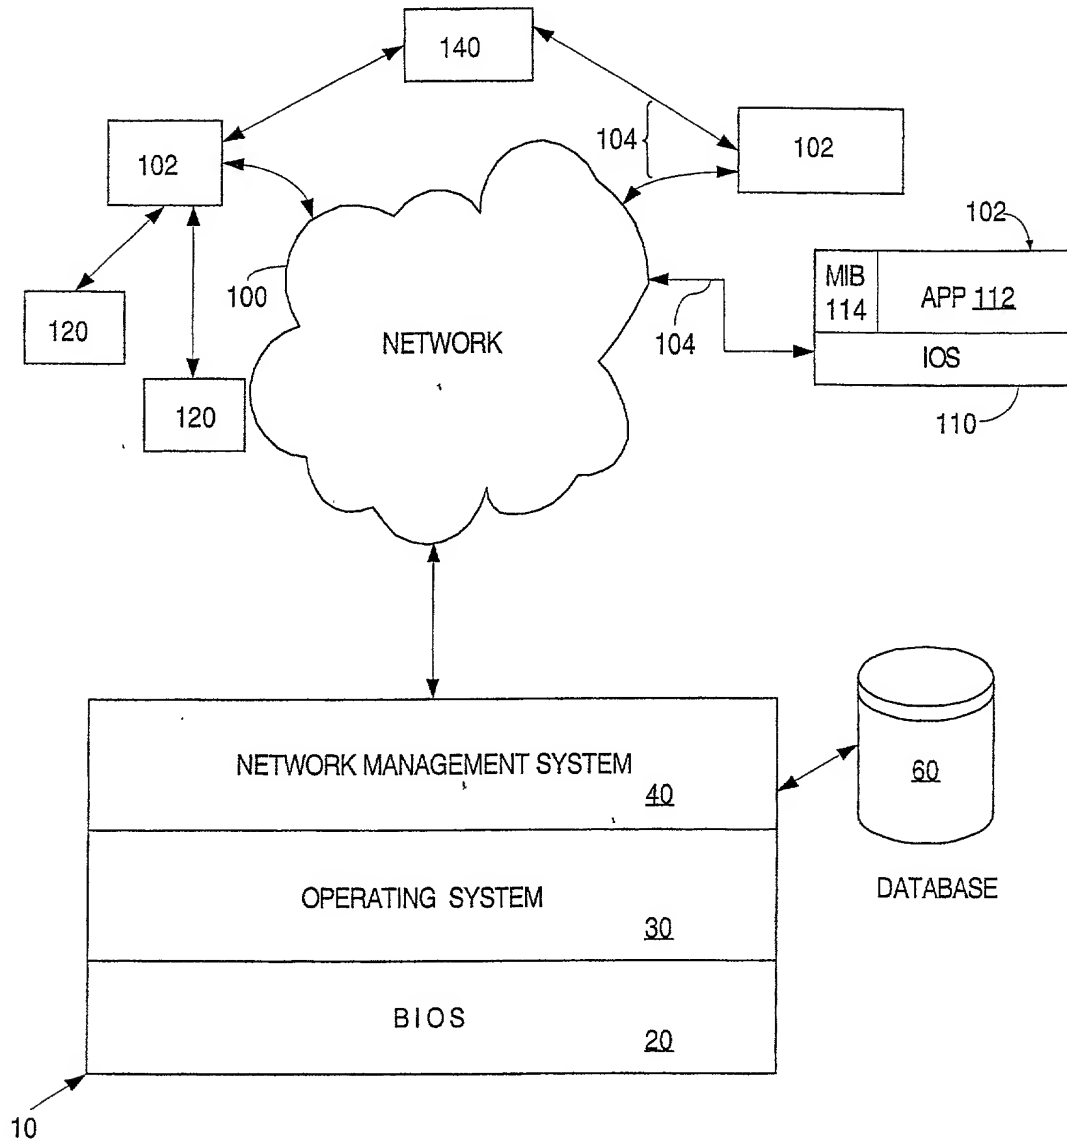 140
102
104
102
102
100
120
MIB
114
APP 112
NETWORK
104
IOS
120
110
NETWORK MANAGEMENT SYSTEM
40
60
OPERATING SYSTEM
30
DATABASE
BIOS
20
10